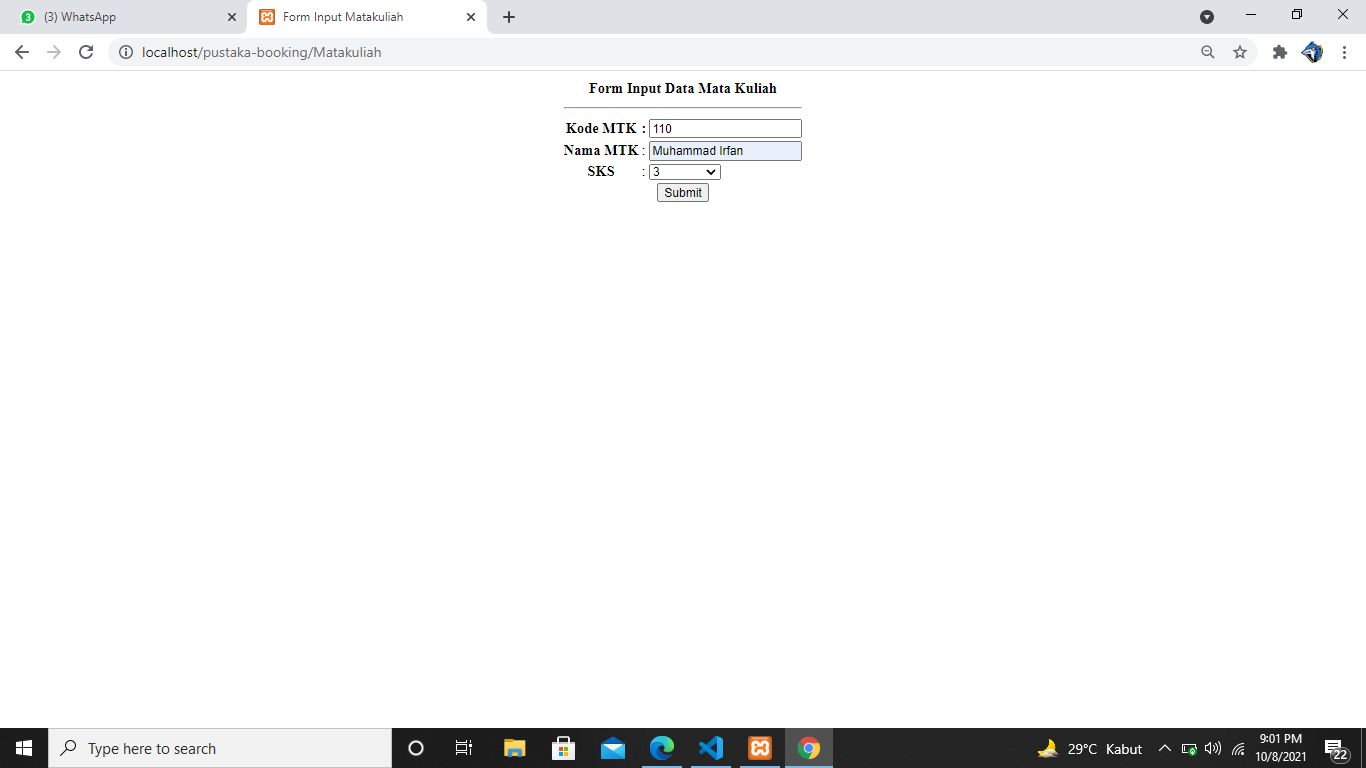 (3) WhatsApp
Form Input Matakuliah
localhost/pustaka-booking/Matakuliah
Form Input Data Mata Kuliah
Kode MTK : 110
Nama MTK : Muhammad Irfan
SKS : 3
Submit
Type here to search
29°C Kabut
9:01 PM
10/8/2021
22